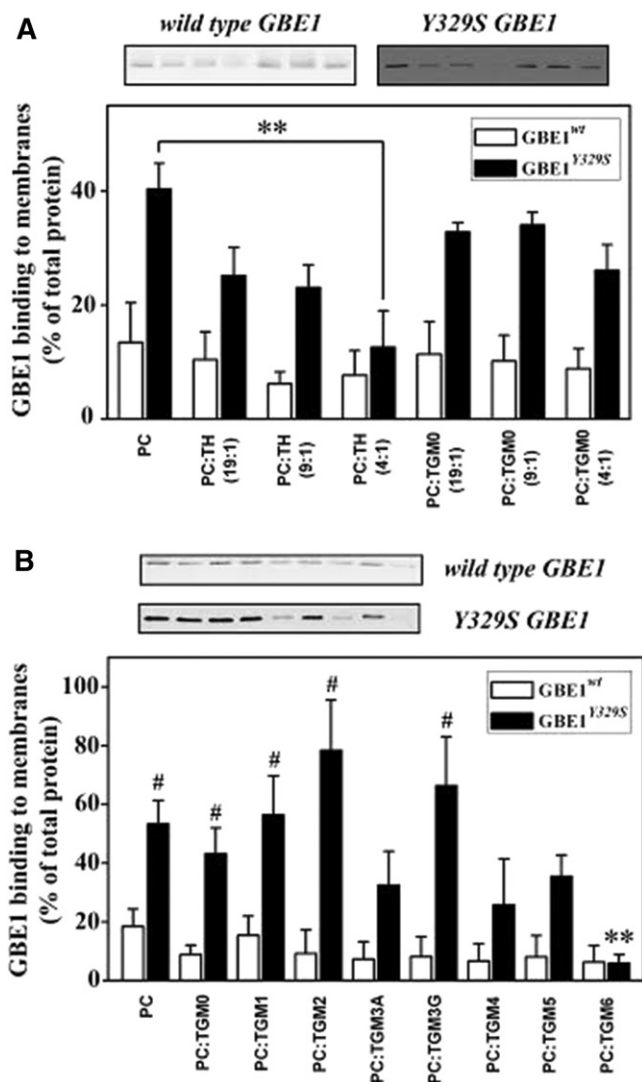 A
wild type GBE1
Y329S GBE1
GBE1 binding to membranes
(% of total protein)
40
20
0
**
GBE1wt
GBE1Y329S
PC
PC:TH
(19:1)
PC:TH
(9:1)
PC:TH
(4:1)
PC:TGM0
(19:1)
PC:TGM0
(9:1)
PC:TGM0
(4:1)
B
wild type GBE1
Y329S GBE1
GBE1 binding to membranes
(% of total protein)
100
80
60
40
20
0
GBE1wt
GBE1Y329S
#
#
#
#
#
**
PC
PC:TGM0
PC:TGM1
PC:TGM2
PC:TGM3A
PC:TGM3G
PC:TGM4
PC:TGM5
PC:TGM6